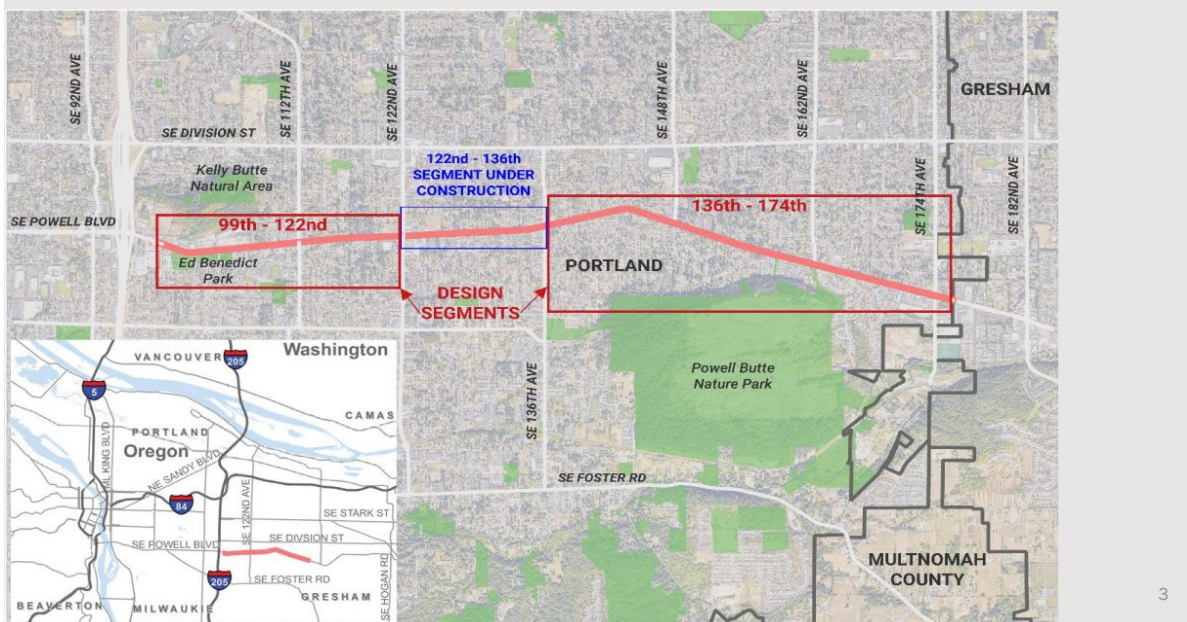 SE 92ND AVE
SE 112TH AVE
SE 122ND AVE
SE 148TH AVE
SE 162ND AVE
GRESHAM
SE DIVISION ST
Kelly Butte
Natural Area
122nd - 136th
SEGMENT UNDER
CONSTRUCTION
SE 174TH AVE
SE 182ND AVE
SE POWELL BLVD
99th - 122nd
136th - 174th
Ed Benedict
Park
PORTLAND
DESIGN
SEGMENTS
Powell Butte
Nature Park
SE 136TH AVE
SE FOSTER RD
MULTNOMAH
COUNTY
VANCOUVER
205
Washington
5
CAMAS
PORTLAND
Oregon
ML KING BLVD
NE SANDY BLVD
84
SE 122ND AVE
SE STARK ST
SE POWELL BLVD
SE DIVSION ST
205
SE FOSTER RD
SE HOGAN RD
GRESHAM
BEAVERTON
MILWAUKIE
3